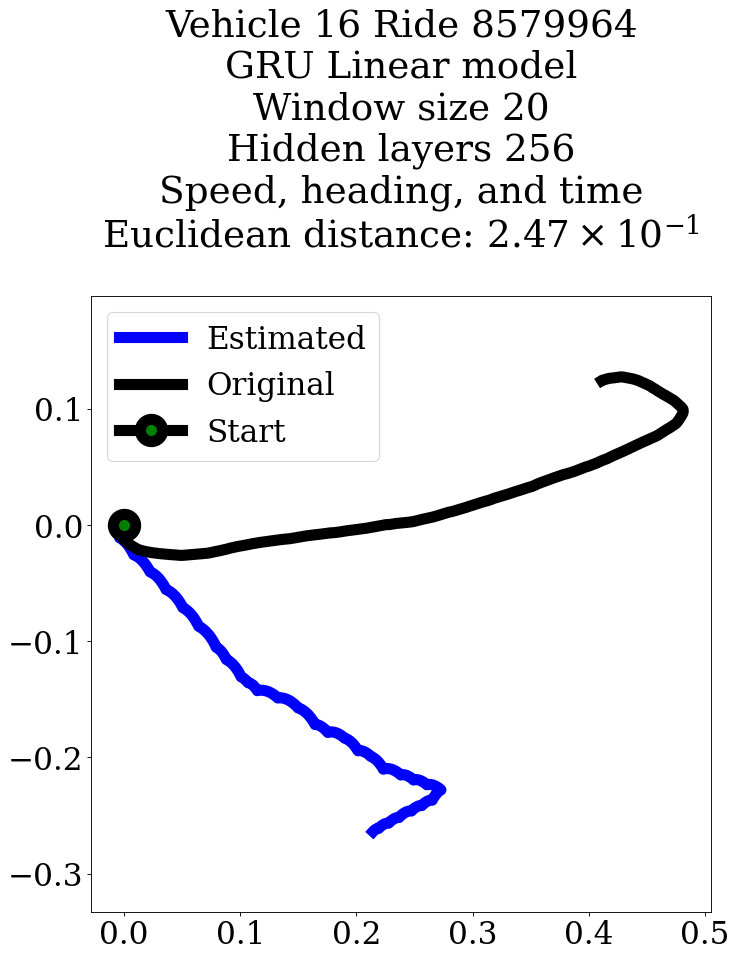 Vehicle 16 Ride 8579964
GRU Linear model
Window size 20
Hidden layers 256
Speed, heading, and time
Euclidean distance: 2.47 × 10⁻¹
Estimated
Original
Start
0.1
0.0
−0.1
−0.2
−0.3
0.0 0.1 0.2 0.3 0.4 0.5